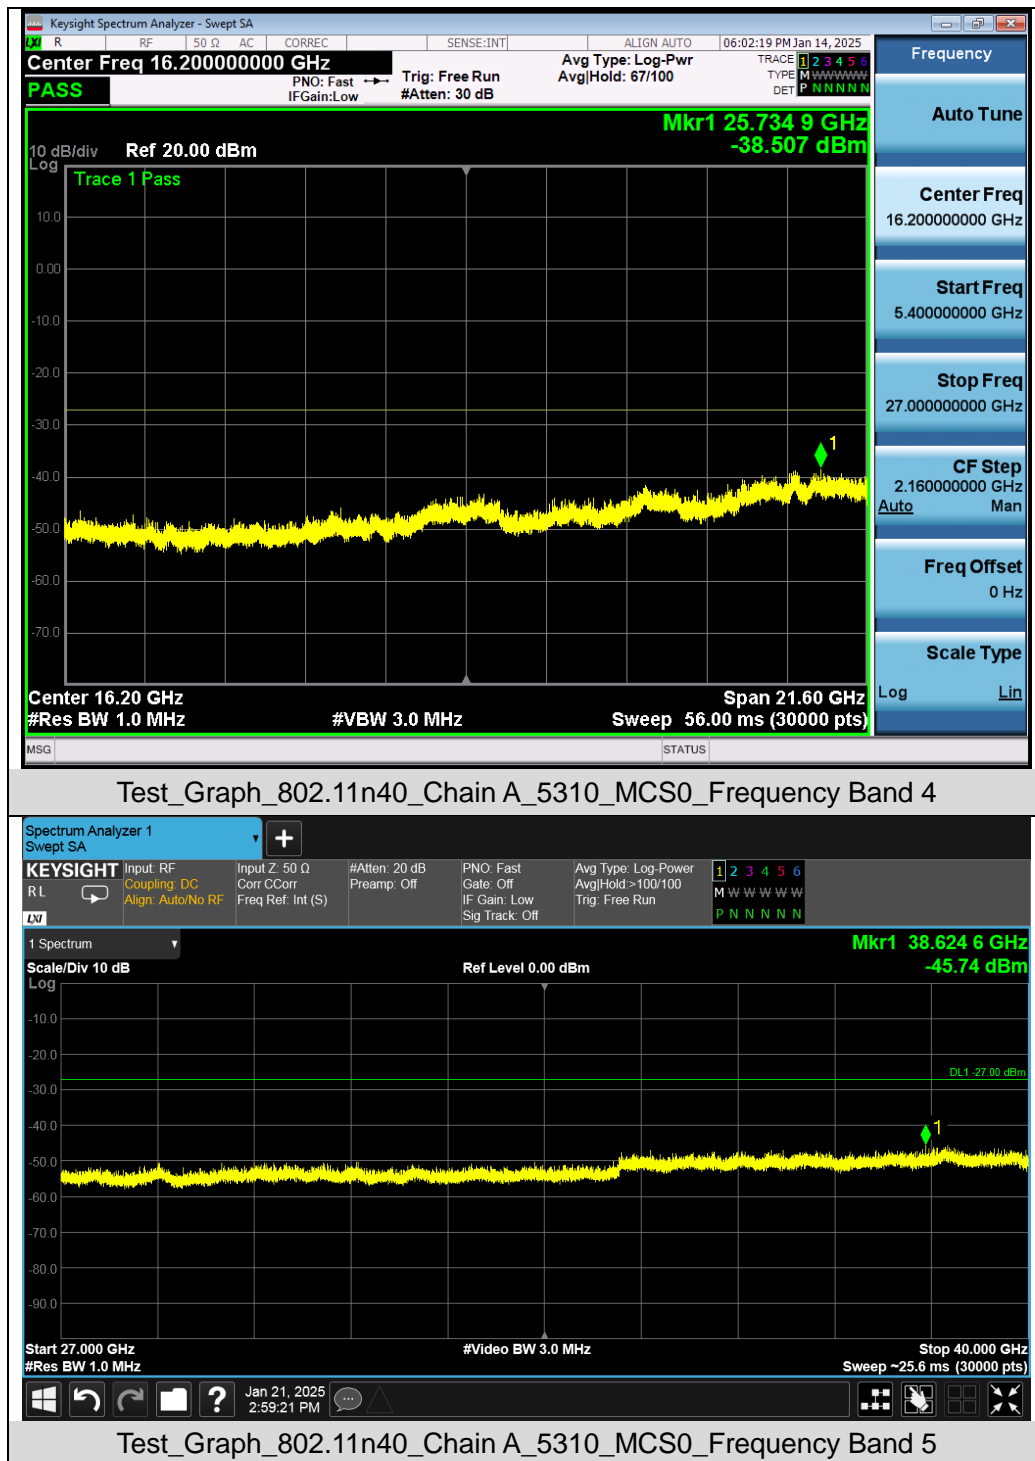 Keysight Spectrum Analyzer - Swept SA
LXI R RF 50 Ω AC CORREC SENSE:INT ALIGN AUTO 06:02:19 PM Jan 14, 2025
Center Freq 16.200000000 GHz
PASS
PNO: Fast
IFGain:Low
Trig: Free Run
#Atten: 30 dB
Avg Type: Log-Pwr
Avg|Hold: 67/100
TRACE 1 2 3 4 5 6
TYPE M W W W W W
DET P N N N N N
Mkr1 25.734 9 GHz
-38.507 dBm
10 dB/div Ref 20.00 dBm
Log
Trace 1 Pass
10.0
0.00
-10.0
-20.0
-30.0
-40.0
-50.0
-60.0
-70.0
1
Center 16.20 GHz Span 21.60 GHz
#Res BW 1.0 MHz #VBW 3.0 MHz Sweep 56.00 ms (30000 pts)
MSG STATUS
Frequency
Auto Tune
Center Freq
16.200000000 GHz
Start Freq
5.400000000 GHz
Stop Freq
27.000000000 GHz
CF Step
2.160000000 GHz
Auto Man
Freq Offset
0 Hz
Scale Type
Log Lin
Test_Graph_802.11n40_Chain A_5310_MCS0_Frequency Band 4
Spectrum Analyzer 1
Swept SA
+
KEYSIGHT
RL
LXI
Input: RF
Coupling: DC
Align: Auto/No RF
Input Z: 50 Ω
Corr CCorr
Freq Ref: Int (S)
#Atten: 20 dB
Preamp: Off
PNO: Fast
Gate: Off
IF Gain: Low
Sig Track: Off
Avg Type: Log-Power
Avg|Hold:>100/100
Trig: Free Run
1 2 3 4 5 6
M W W W W W
P N N N N N
1 Spectrum
Mkr1 38.624 6 GHz
-45.74 dBm
Scale/Div 10 dB Ref Level 0.00 dBm
Log
-10.0
-20.0
DL1 -27.00 dBm
-30.0
-40.0
-50.0
-60.0
-70.0
-80.0
-90.0
1
Start 27.000 GHz #Video BW 3.0 MHz Stop 40.000 GHz
#Res BW 1.0 MHz Sweep ~25.6 ms (30000 pts)
?
Jan 21, 2025
2:59:21 PM
Test_Graph_802.11n40_Chain A_5310_MCS0_Frequency Band 5